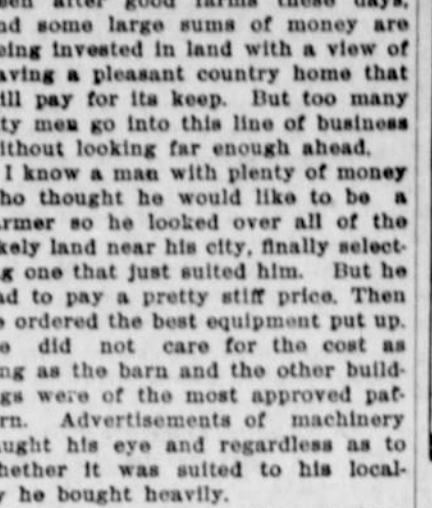 after good farms these days,
nd some large sums of money are
eing invested in land with a view of
aving a pleasant country home that
ill pay for its keep. But too many
ty men go into this line of business
ithout looking far enough ahead.
I know a man with plenty of money
ho thought he would like to be a
rmer so he looked over all of the
kely land near his city, finally select-
g one that just suited him. But he
ad to pay a pretty stiff price. Then
e ordered the best equipment put up.
e did not care for the cost as
ng as the barn and the other build-
gs were of the most approved pat-
rn. Advertisements of machinery
aught his eye and regardless as to
hether it was suited to his local-
y he bought heavily.